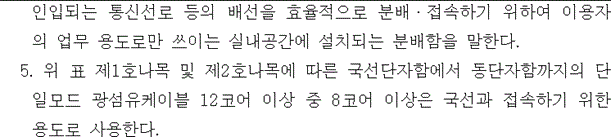 인입되는 통신선로 등의 배선을 효율적으로 분배·접속하기 위하여 이용자
의 업무 용도로만 쓰이는 실내공간에 설치되는 분배함을 말한다.
5. 위 표 제1호나목 및 제2호나목에 따른 국선단자함에서 동단자함까지의 단
일모드 광섬유케이블 12코어 이상 중 8코어 이상은 국선과 접속하기 위한
용도로 사용한다.